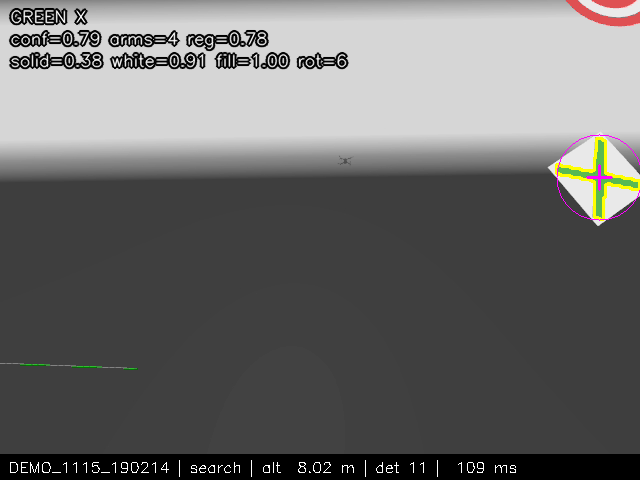 GREEN X
conf=0.79 arms=4 reg=0.78
solid=0.38 white=0.91 fill=1.00 rot=6
DEMO_1115_190214 | search | alt 8.02 m | det 11 | 109 ms